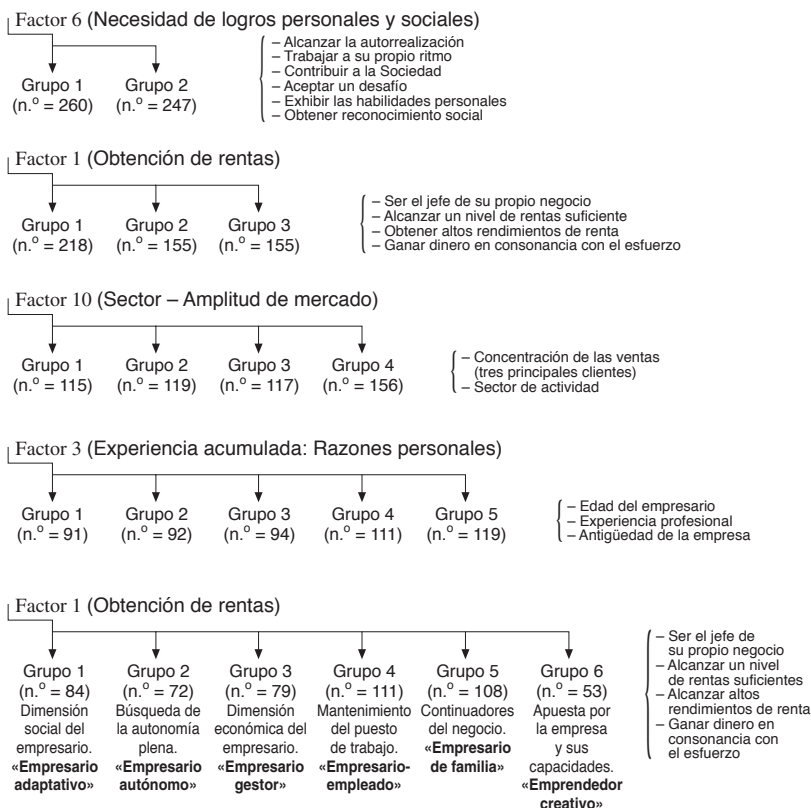 Factor 6 (Necesidad de logros personales y sociales)
Grupo 1
(n.º = 260)
Grupo 2
(n.º = 247)
– Alcanzar la autorrealización
– Trabajar a su propio ritmo
– Contribuir a la Sociedad
– Aceptar un desafío
– Exhibir las habilidades personales
– Obtener reconocimiento social
Factor 1 (Obtención de rentas)
Grupo 1
(n.º = 218)
Grupo 2
(n.º = 155)
Grupo 3
(n.º = 155)
– Ser el jefe de su propio negocio
– Alcanzar un nivel de rentas suficiente
– Obtener altos rendimientos de renta
– Ganar dinero en consonancia con el esfuerzo
Factor 10 (Sector – Amplitud de mercado)
Grupo 1
(n.º = 115)
Grupo 2
(n.º = 119)
Grupo 3
(n.º = 117)
Grupo 4
(n.º = 156)
– Concentración de las ventas
(tres principales clientes)
– Sector de actividad
Factor 3 (Experiencia acumulada: Razones personales)
Grupo 1
(n.º = 91)
Grupo 2
(n.º = 92)
Grupo 3
(n.º = 94)
Grupo 4
(n.º = 111)
Grupo 5
(n.º = 119)
– Edad del empresario
– Experiencia profesional
– Antigüedad de la empresa
Factor 1 (Obtención de rentas)
Grupo 1
(n.º = 84)
Dimensión
social del
empresario.
«Empresario
adaptativo»
Grupo 2
(n.º = 72)
Búsqueda de
la autonomía
plena.
«Empresario
autónomo»
Grupo 3
(n.º = 79)
Dimensión
económica del
empresario.
«Empresario
gestor»
Grupo 4
(n.º = 111)
Mantenimiento
del puesto
de trabajo.
«Empresario-
empleado»
Grupo 5
(n.º = 108)
Continuadores
del negocio.
«Empresario
de familia»
Grupo 6
(n.º = 53)
Apuesta por
la empresa
y sus
capacidades.
«Emprendedor
creativo»
– Ser el jefe de
su propio negocio
– Alcanzar un nivel
de rentas suficientes
– Alcanzar altos
rendimientos de renta
– Ganar dinero en
consonancia con
el esfuerzo